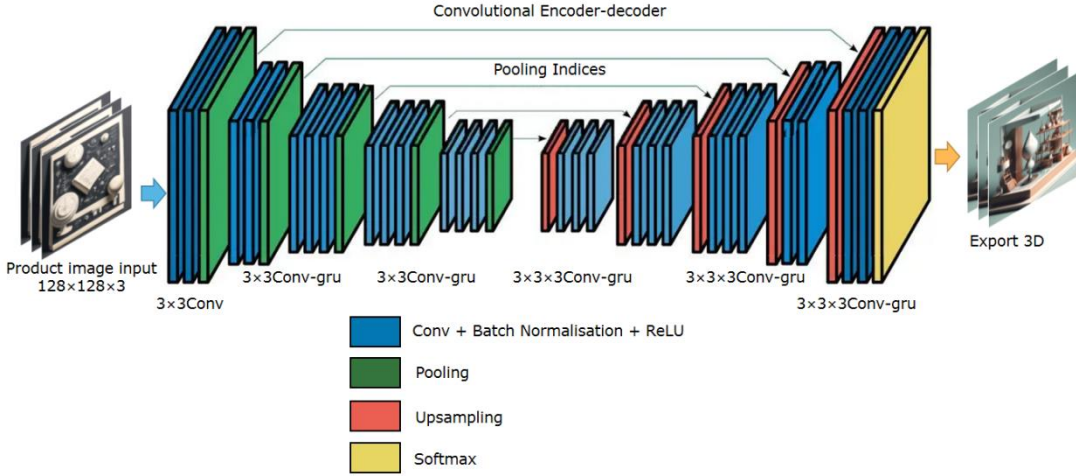 Convolutional Encoder-decoder
Pooling Indices
Product image input
128×128×3
Export 3D
3×3Conv
3×3Conv-gru
3×3Conv-gru
3×3×3Conv-gru
3×3×3Conv-gru
3×3×3Conv-gru
Conv + Batch Normalisation + ReLU
Pooling
Upsampling
Softmax